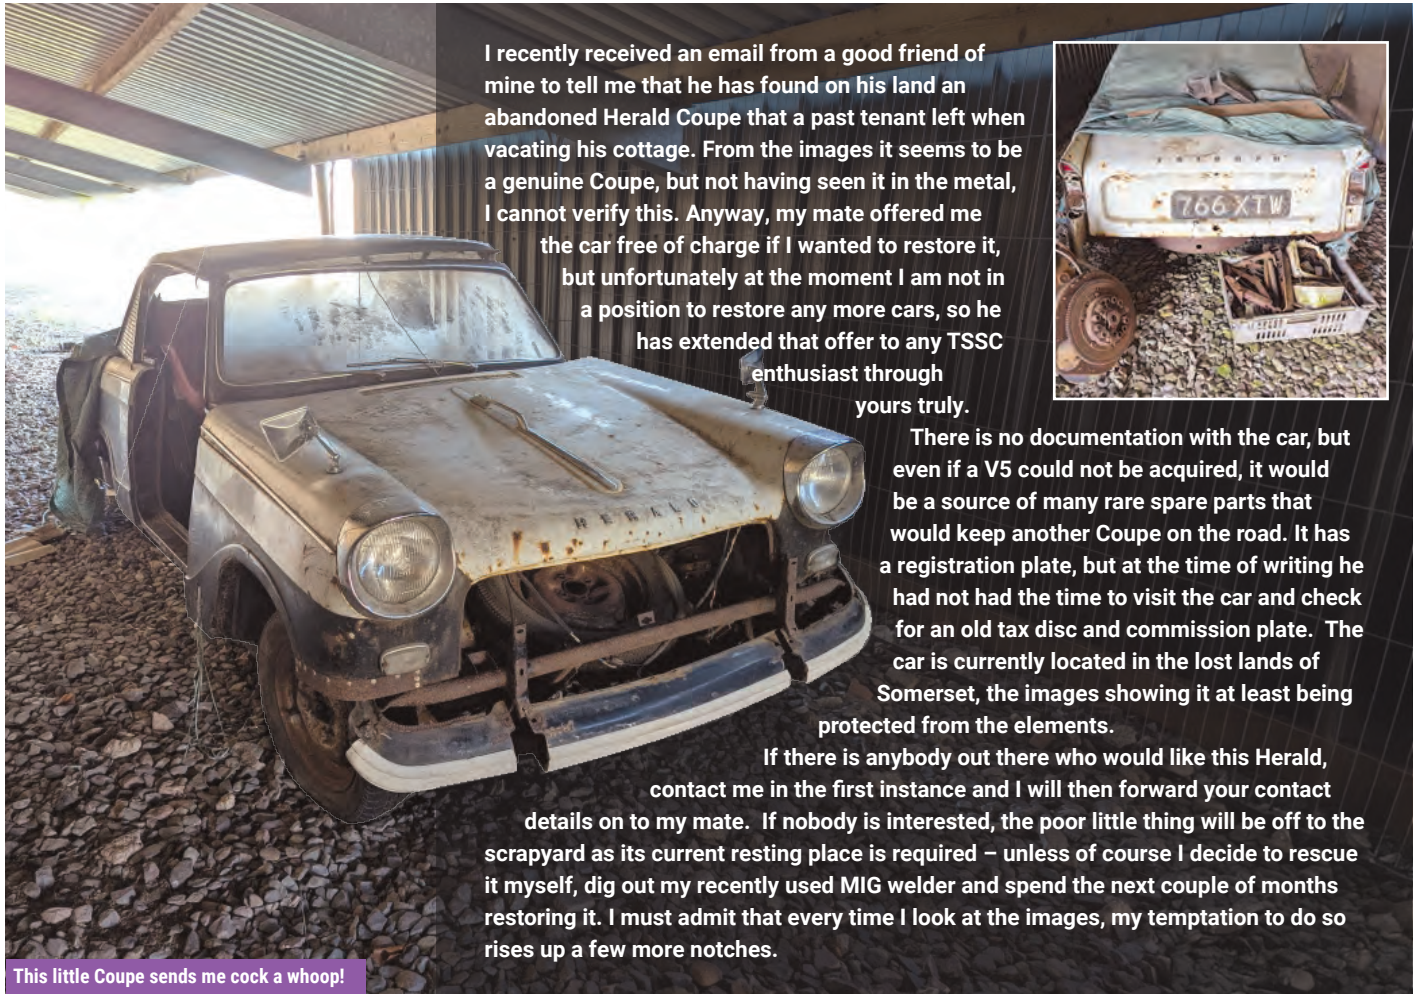 I recently received an email from a good friend of
mine to tell me that he has found on his land an
abandoned Herald Coupe that a past tenant left when
vacating his cottage. From the images it seems to be
a genuine Coupe, but not having seen it in the metal,
I cannot verify this. Anyway, my mate offered me
the car free of charge if I wanted to restore it,
but unfortunately at the moment I am not in
a position to restore any more cars, so he
has extended that offer to any TSSC
enthusiast through
yours truly.
There is no documentation with the car, but
even if a V5 could not be acquired, it would
be a source of many rare spare parts that
would keep another Coupe on the road. It has
a registration plate, but at the time of writing he
had not had the time to visit the car and check
for an old tax disc and commission plate.  The
car is currently located in the lost lands of
Somerset, the images showing it at least being
protected from the elements.
If there is anybody out there who would like this Herald,
contact me in the first instance and I will then forward your contact
details on to my mate.  If nobody is interested, the poor little thing will be off to the
scrapyard as its current resting place is required – unless of course I decide to rescue
it myself, dig out my recently used MIG welder and spend the next couple of months
restoring it. I must admit that every time I look at the images, my temptation to do so
rises up a few more notches.
TRIUMPH
766 XTW
HERALD
This little Coupe sends me cock a whoop!